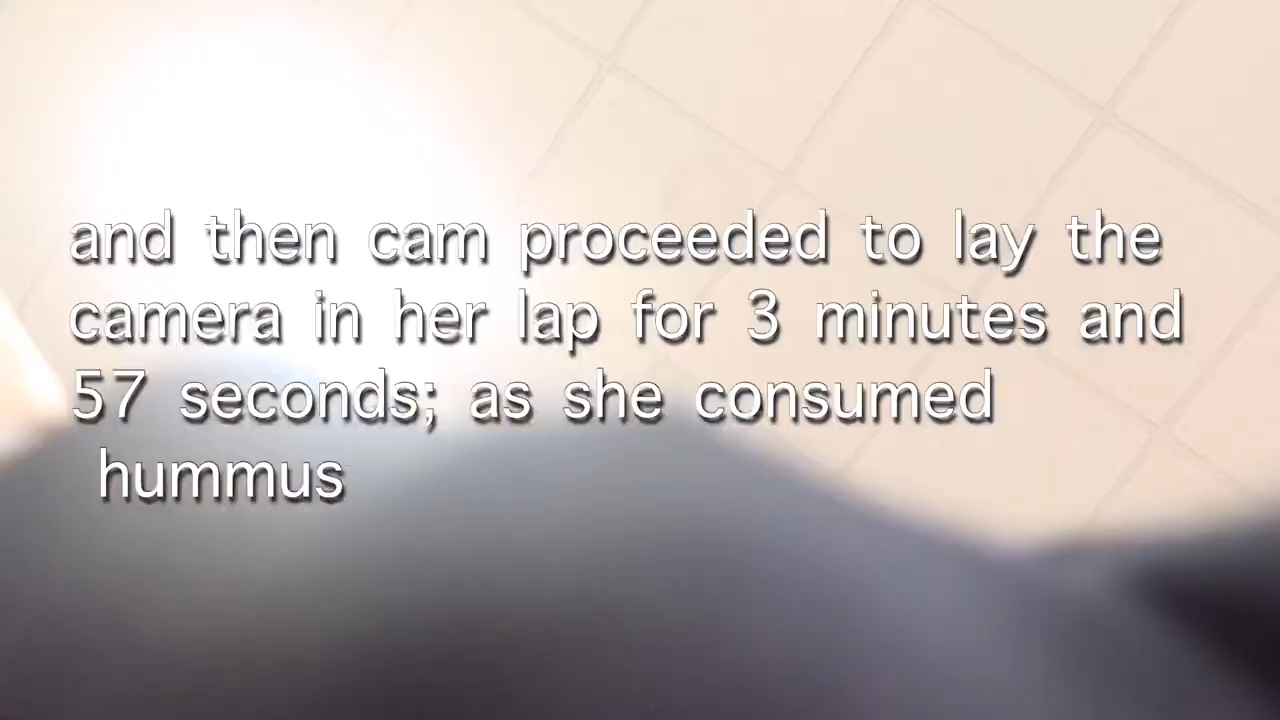 and then cam proceeded to lay the
camera in her lap for 3 minutes and
57 seconds; as she consumed
hummus